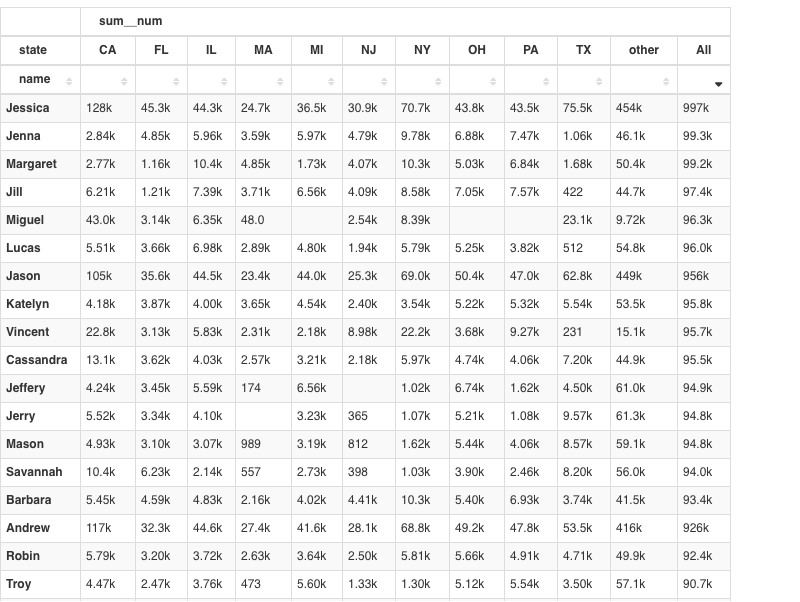 sum__num
state CA FL IL MA MI NJ NY OH PA TX other All
name
Jessica 128k 45.3k 44.3k 24.7k 36.5k 30.9k 70.7k 43.8k 43.5k 75.5k 454k 997k
Jenna 2.84k 4.85k 5.96k 3.59k 5.97k 4.79k 9.78k 6.88k 7.47k 1.06k 46.1k 99.3k
Margaret 2.77k 1.16k 10.4k 4.85k 1.73k 4.07k 10.3k 5.03k 6.84k 1.68k 50.4k 99.2k
Jill 6.21k 1.21k 7.39k 3.71k 6.56k 4.09k 8.58k 7.05k 7.57k 422 44.7k 97.4k
Miguel 43.0k 3.14k 6.35k 48.0 2.54k 8.39k 23.1k 9.72k 96.3k
Lucas 5.51k 3.66k 6.98k 2.89k 4.80k 1.94k 5.79k 5.25k 3.82k 512 54.8k 96.0k
Jason 105k 35.6k 44.5k 23.4k 44.0k 25.3k 69.0k 50.4k 47.0k 62.8k 449k 956k
Katelyn 4.18k 3.87k 4.00k 3.65k 4.54k 2.40k 3.54k 5.22k 5.32k 5.54k 53.5k 95.8k
Vincent 22.8k 3.13k 5.83k 2.31k 2.18k 8.98k 22.2k 3.68k 9.27k 231 15.1k 95.7k
Cassandra 13.1k 3.62k 4.03k 2.57k 3.21k 2.18k 5.97k 4.74k 4.06k 7.20k 44.9k 95.5k
Jeffery 4.24k 3.45k 5.59k 174 6.56k 1.02k 6.74k 1.62k 4.50k 61.0k 94.9k
Jerry 5.52k 3.34k 4.10k 3.23k 365 1.07k 5.21k 1.08k 9.57k 61.3k 94.8k
Mason 4.93k 3.10k 3.07k 989 3.19k 812 1.62k 5.44k 4.06k 8.57k 59.1k 94.8k
Savannah 10.4k 6.23k 2.14k 557 2.73k 398 1.03k 3.90k 2.46k 8.20k 56.0k 94.0k
Barbara 5.45k 4.59k 4.83k 2.16k 4.02k 4.41k 10.3k 5.40k 6.93k 3.74k 41.5k 93.4k
Andrew 117k 32.3k 44.6k 27.4k 41.6k 28.1k 68.8k 49.2k 47.8k 53.5k 416k 926k
Robin 5.79k 3.20k 3.72k 2.63k 3.64k 2.50k 5.81k 5.66k 4.91k 4.71k 49.9k 92.4k
Troy 4.47k 2.47k 3.76k 473 5.60k 1.33k 1.30k 5.12k 5.54k 3.50k 57.1k 90.7k